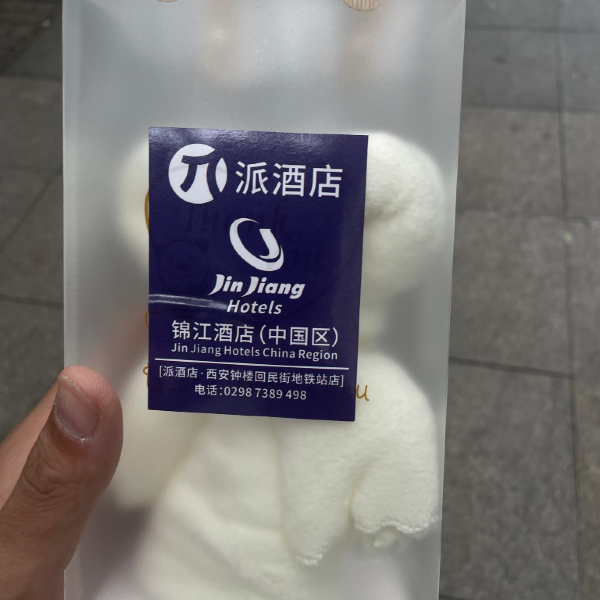 派酒店
Jin Jiang
Hotels
锦江酒店(中国区)
Jin Jiang Hotels China Region
[派酒店·西安钟楼回民街地铁站店]
电话:0298 7389 498